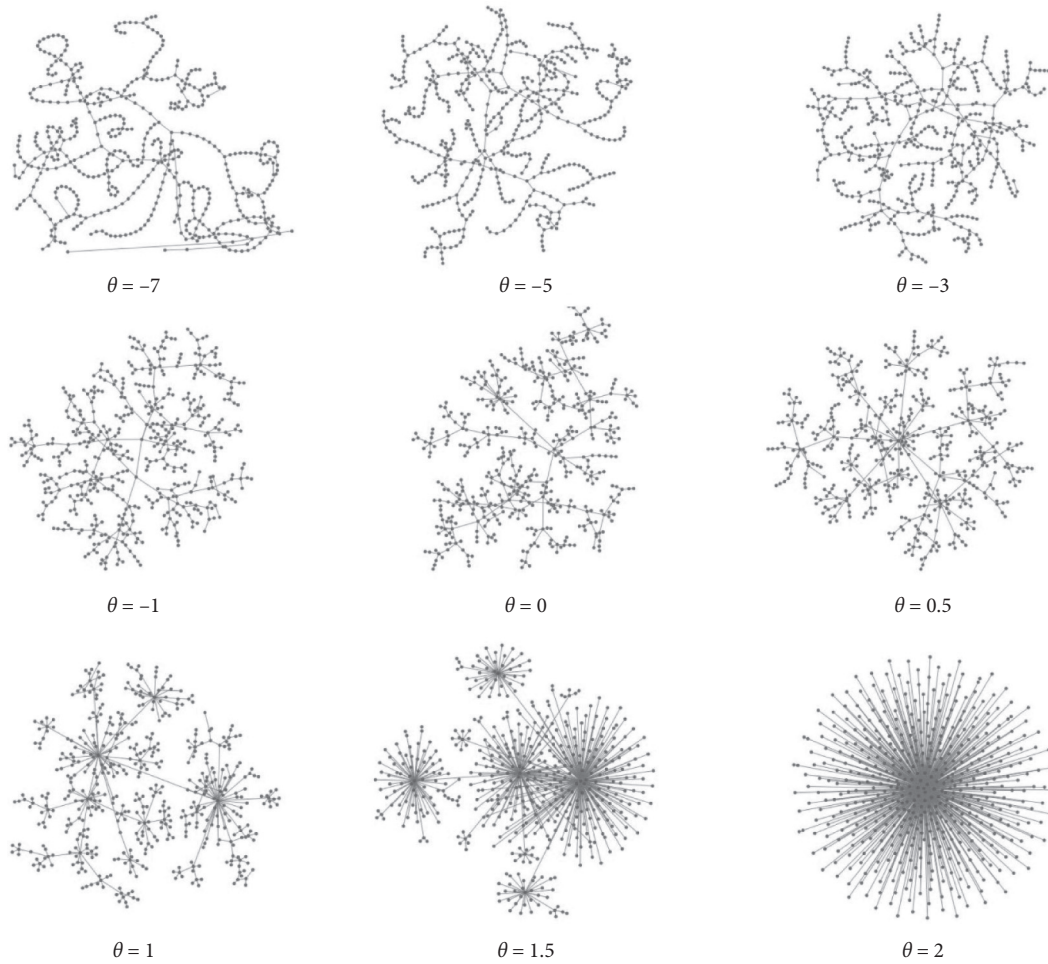 θ = –7
θ = –5
θ = –3
θ = –1
θ = 0
θ = 0.5
θ = 1
θ = 1.5
θ = 2